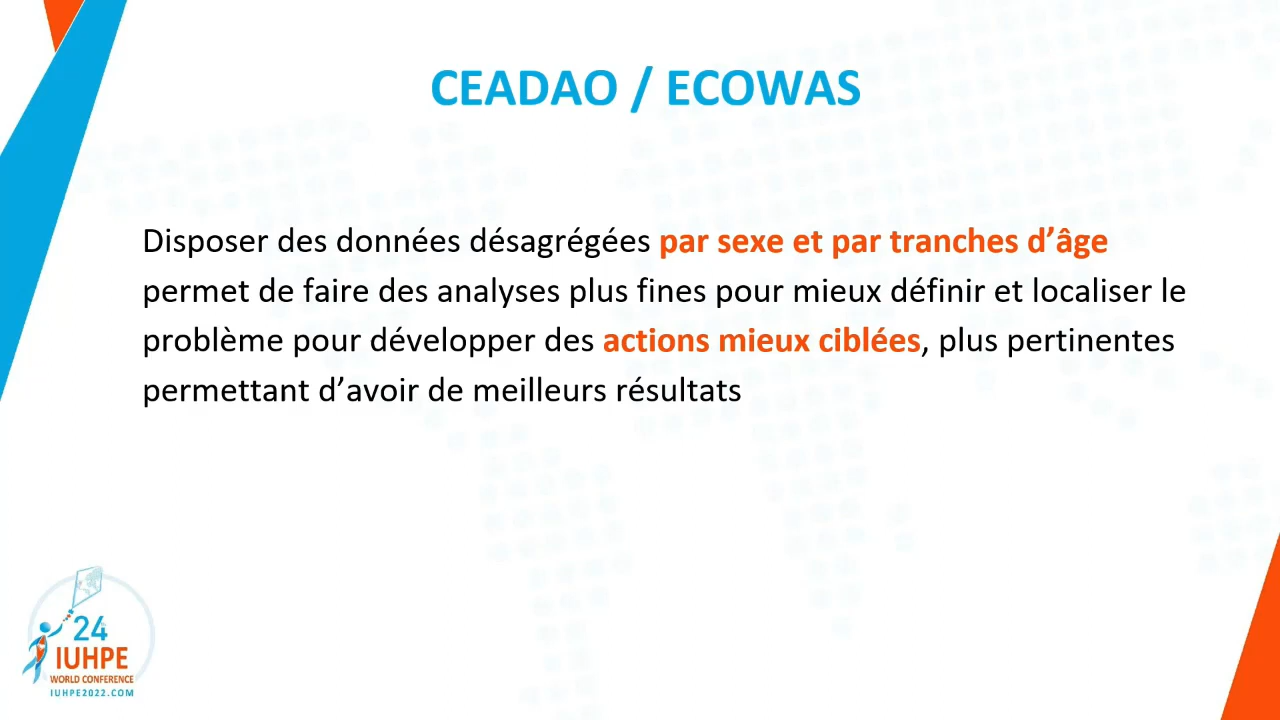 CEADAO / ECOWAS
Disposer des données désagrégées par sexe et par tranches d’âge
permet de faire des analyses plus fines pour mieux définir et localiser le
problème pour développer des actions mieux ciblées, plus pertinentes
permettant d’avoir de meilleurs résultats
24
IUHPE
WORLD CONFERENCE
IUHPE2022.COM